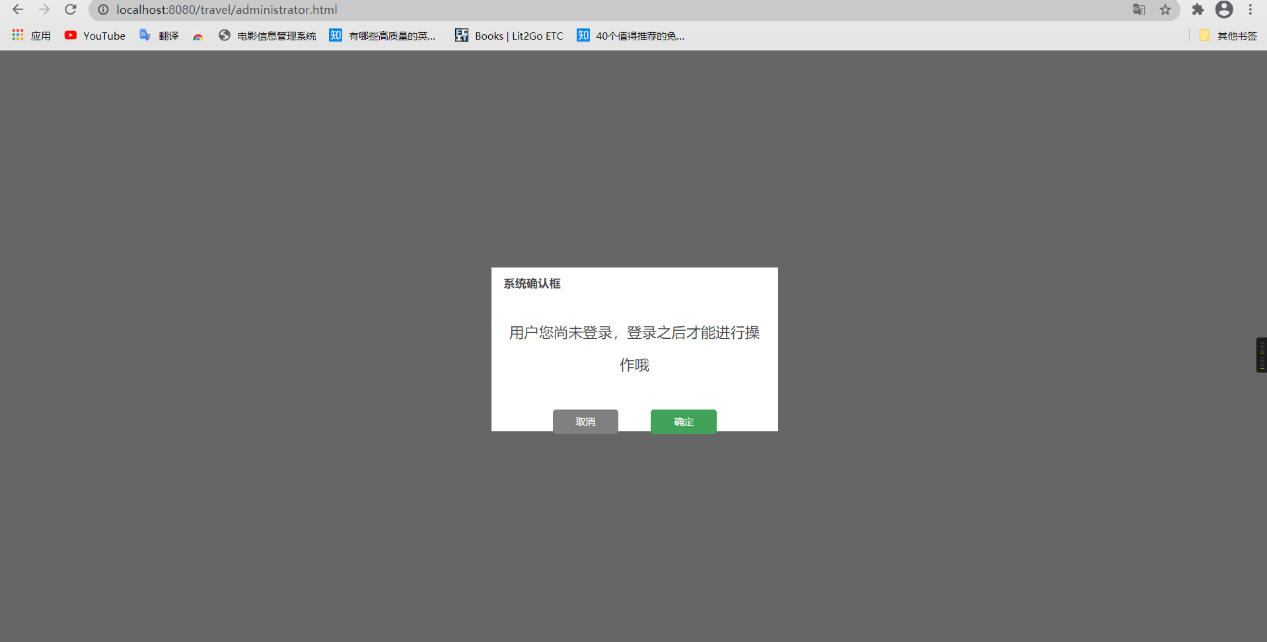 localhost:8080/travel/administrator.html
应用 YouTube 翻译 电影信息管理系统 知 有哪些高质量的英... Books | Lit2Go ETC 知 40个值得推荐的免... 其他书签
系统确认框
用户您尚未登录，登录之后才能进行操
作哦
取消 确定